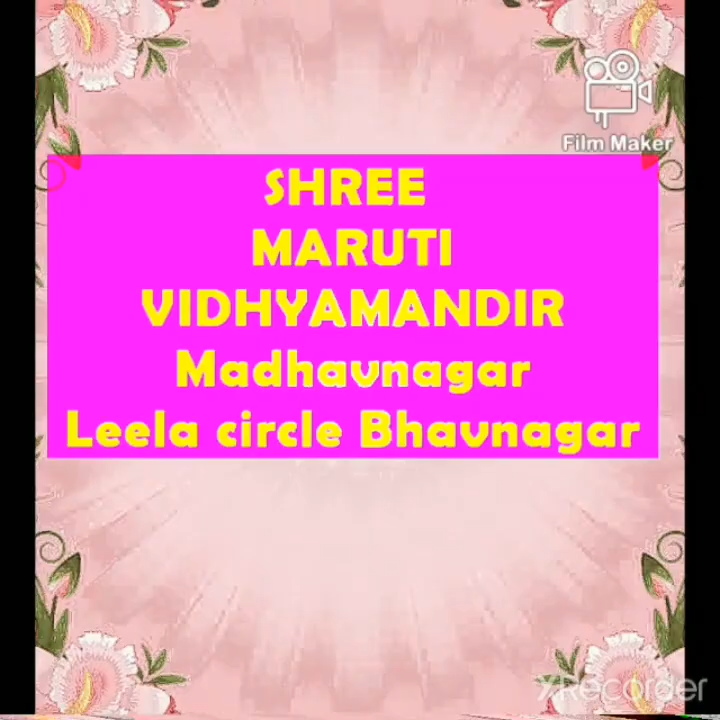 Film Maker
SHREE
MARUTI
VIDHYAMANDIR
Madhavnagar
Leela circle Bhavnagar
XRecorder